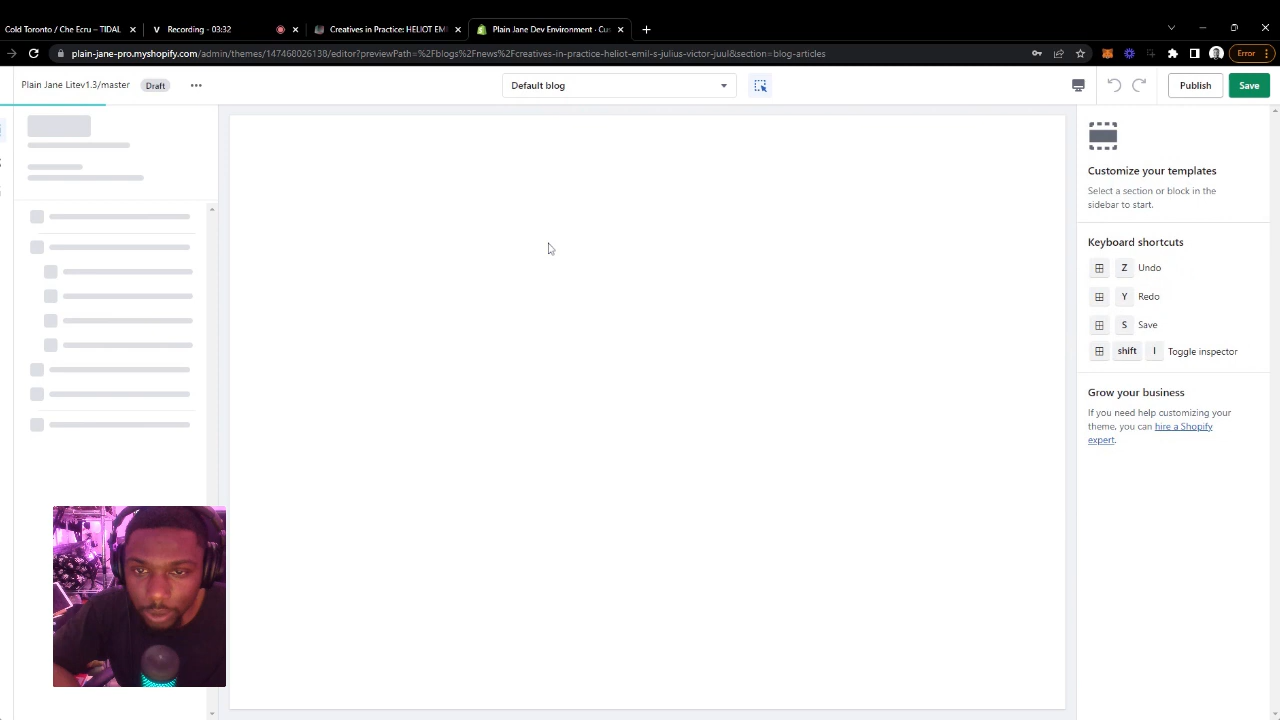 Cold Toronto / Che Ecru – TIDAL
Recording - 03:32
Creatives in Practice: HELIOT EM
Plain Jane Dev Environment · Cu
plain-jane-pro.myshopify.com/admin/themes/147468026138/editor?previewPath=%2Fblogs%2Fnews%2Fcreatives-in-practice-heliot-emil-s-julius-victor-juul&section=blog-articles
Error
Plain Jane Litev1.3/master
Draft
Default blog
Publish
Save
Customize your templates
Select a section or block in the
sidebar to start.
Keyboard shortcuts
Z Undo
Y Redo
S Save
shift I Toggle inspector
Grow your business
If you need help customizing your
theme, you can hire a Shopify
expert.